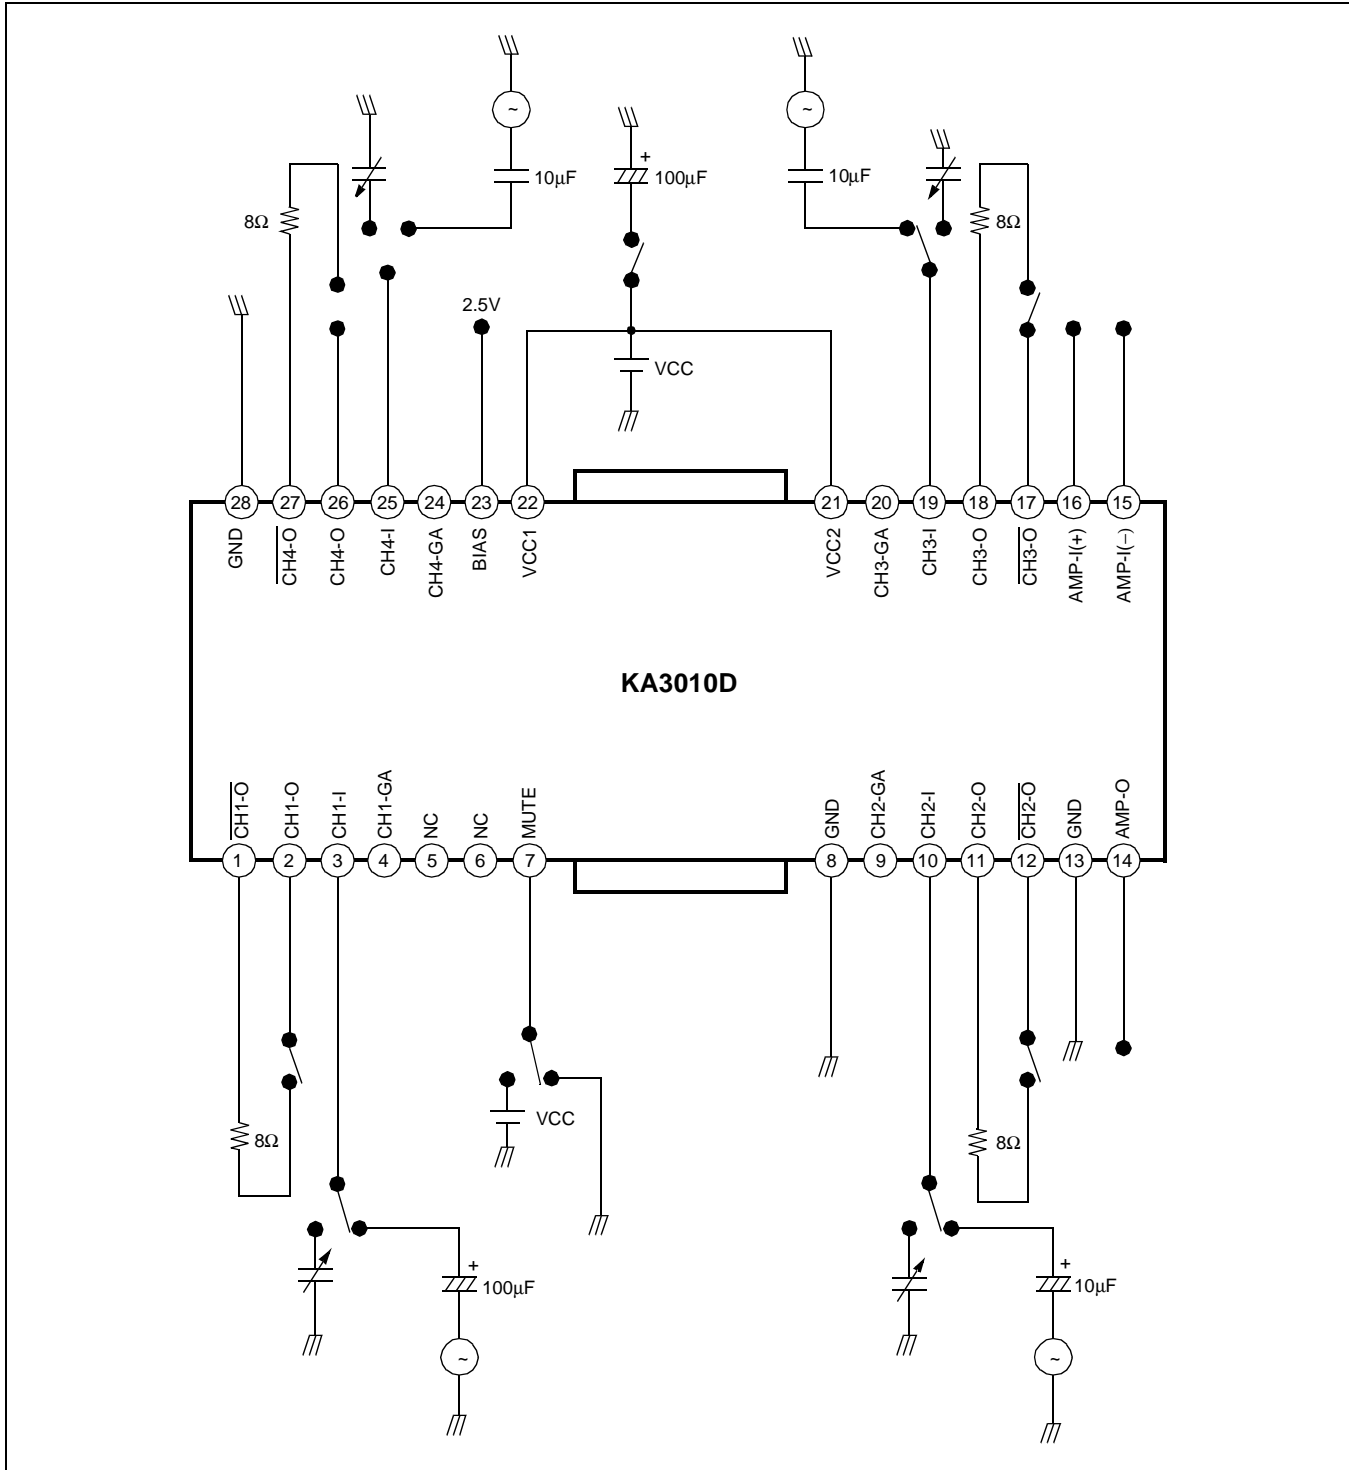 ~
~
+
10μF
100μF
10μF
8Ω
8Ω
2.5V
VCC
28
27
26
25
24
23
22
21
20
19
18
17
16
15
GND
CH4-O
CH4-O
CH4-I
CH4-GA
BIAS
VCC1
VCC2
CH3-GA
CH3-I
CH3-O
CH3-O
AMP-I(+)
AMP-I(−)
KA3010D
CH1-O
CH1-O
CH1-I
CH1-GA
NC
NC
MUTE
GND
CH2-GA
CH2-I
CH2-O
CH2-O
GND
AMP-O
1
2
3
4
5
6
7
8
9
10
11
12
13
14
VCC
8Ω
8Ω
+
100μF
+
10μF
~
~